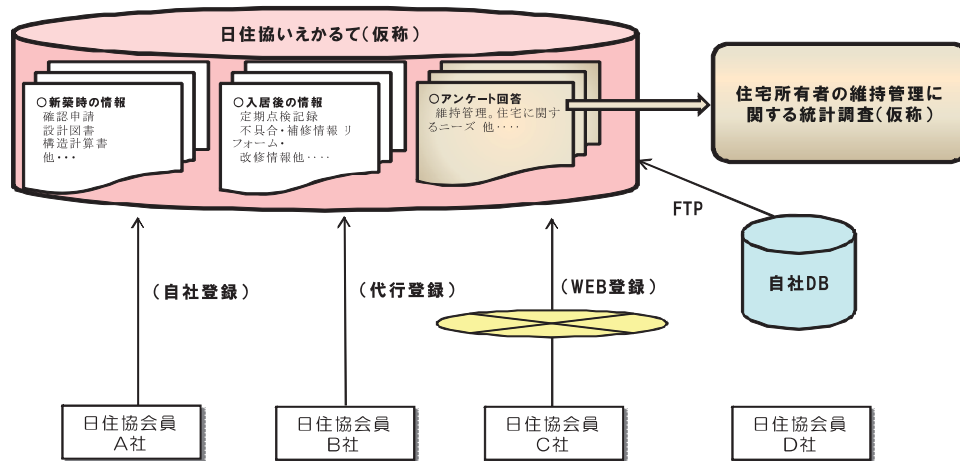 日住協いえかるて(仮称)
○新築時の情報
確認申請
設計図書
構造計算書
他・・・
○入居後の情報
定期点検記録
不具合・補修情報 リ
フォーム・
改修情報他‥‥
○アンケート回答
維持管理。住宅に関す
るニーズ 他‥‥
住宅所有者の維持管理に
関する統計調査(仮称)
FTP
自社DB
(自社登録)
(代行登録)
(WEB登録)
日住協会員
A社
日住協会員
B社
日住協会員
C社
日住協会員
D社